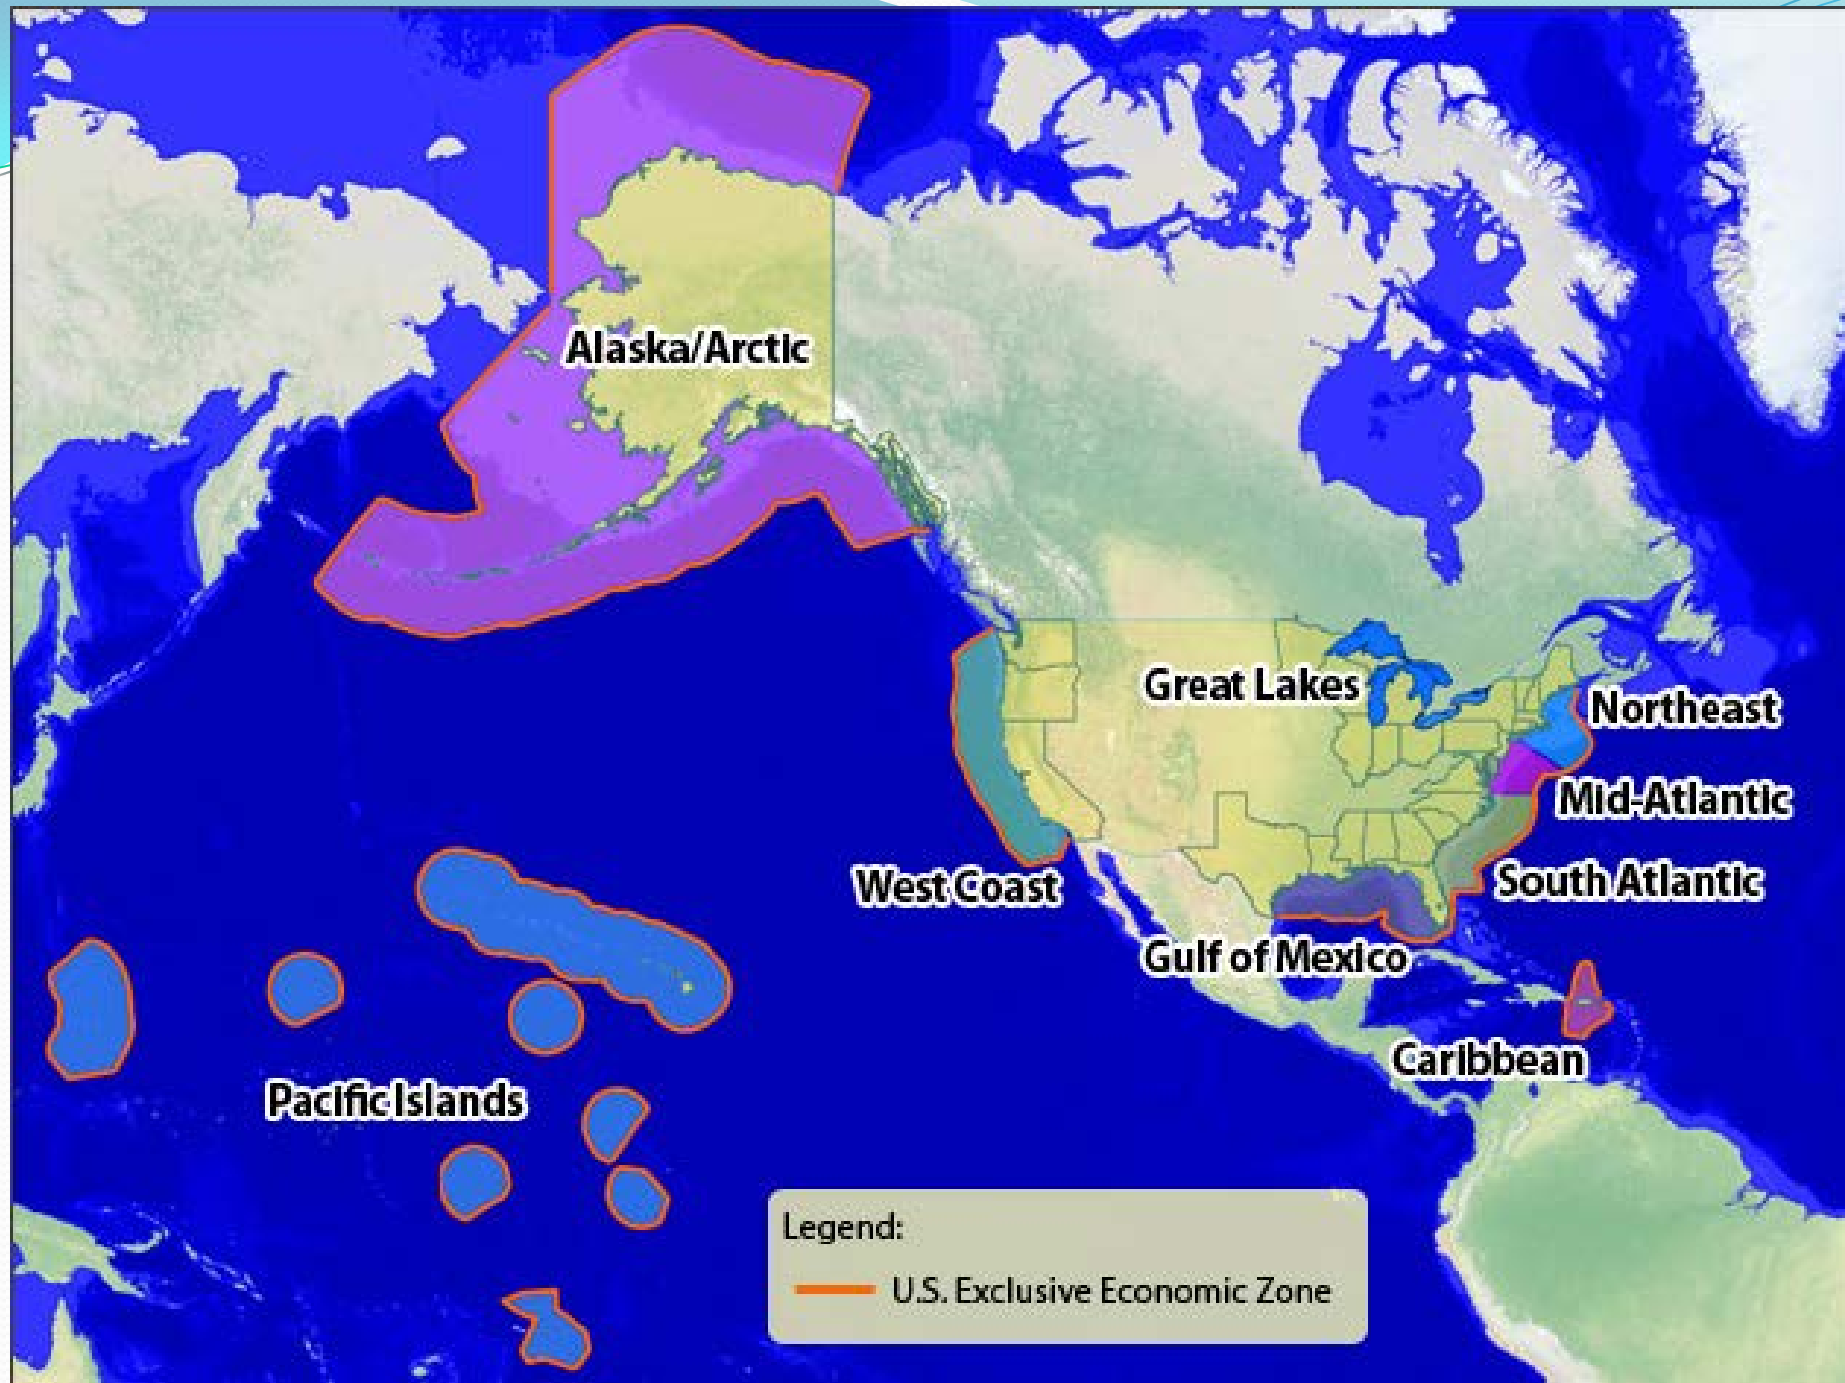 Alaska/Arctic
Great Lakes
Northeast
Mid-Atlantic
West Coast
South Atlantic
Gulf of Mexico
Caribbean
Pacific Islands
Legend:
U.S. Exclusive Economic Zone